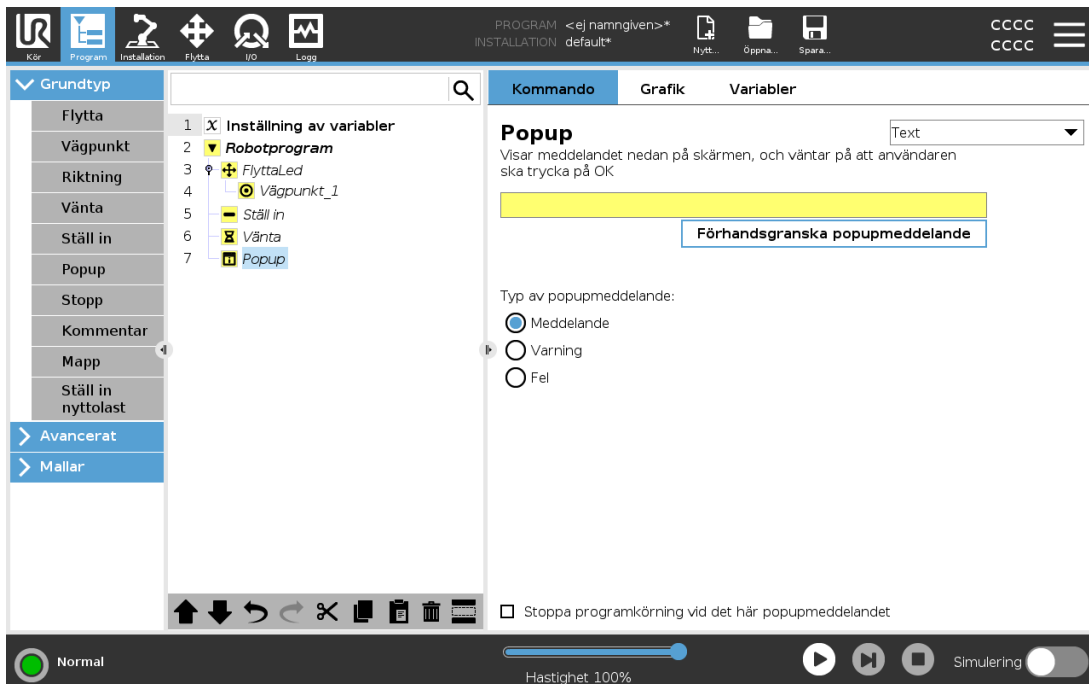 UR
Kör
Program
Installation
Flytta
I/O
Logg
PROGRAM <ej namngiven>*
INSTALLATION default*
Nytt...
Öppna...
Spara...
CCCC
CCCC
Grundtyp
Flytta
Vägpunkt
Riktning
Vänta
Ställ in
Popup
Stopp
Kommentar
Mapp
Ställ in
nyttolast
Avancerat
Mallar
1 X Inställning av variabler
2 Robotprogram
3 FlyttaLed
4 Vägpunkt_1
5 Ställ in
6 Vänta
7 Popup
Kommando
Grafik
Variabler
Popup
Text
Visar meddelandet nedan på skärmen, och väntar på att användaren
ska trycka på OK
Förhandsgranska popupmeddelande
Typ av popupmeddelande:
Meddelande
Varning
Fel
Stoppa programkörning vid det här popupmeddelandet
Normal
Hastighet 100%
Simulering